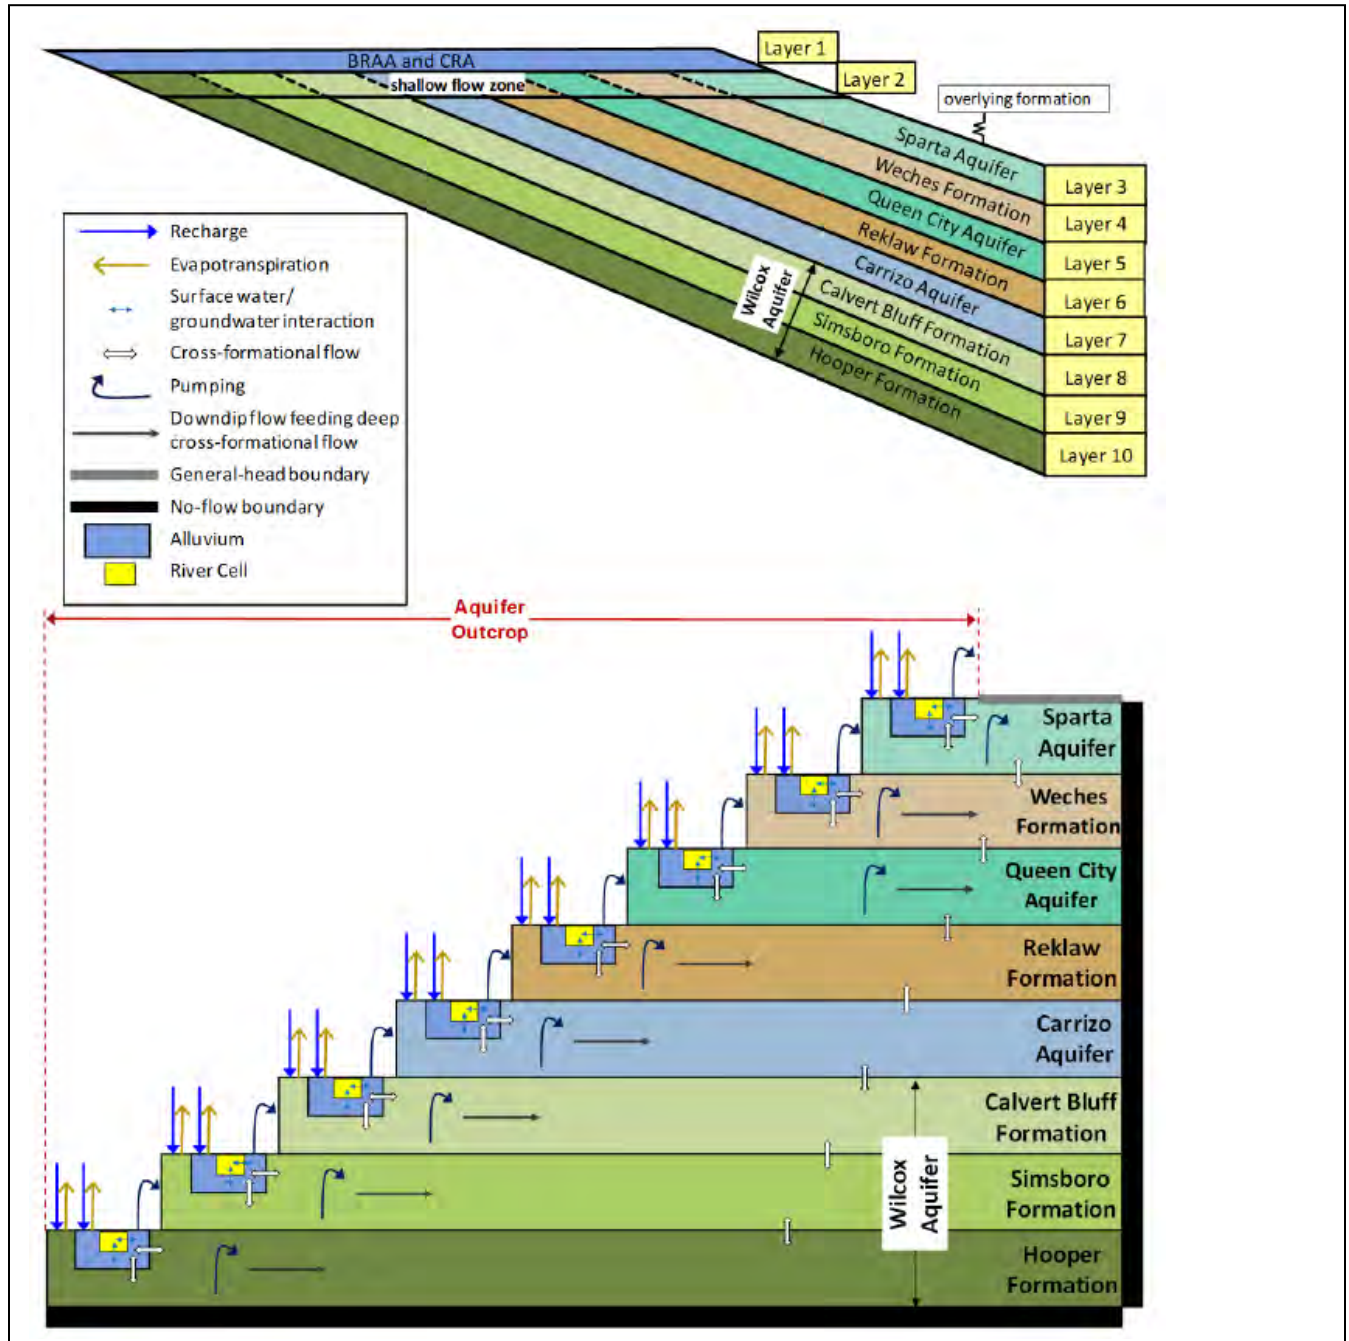 BRAA and CRA
shallow flow zone
Layer 1
Layer 2
overlying formation
Sparta Aquifer
Weches Formation
Queen City Aquifer
Reklaw Formation
Carrizo Aquifer
Calvert Bluff Formation
Simsboro Formation
Hooper Formation
Wilcox
Aquifer
Layer 3
Layer 4
Layer 5
Layer 6
Layer 7
Layer 8
Layer 9
Layer 10
Recharge
Evapotranspiration
Surface water/
groundwater interaction
Cross-formational flow
Pumping
Downdip flow feeding deep
cross-formational flow
General-head boundary
No-flow boundary
Alluvium
River Cell
Aquifer
Outcrop
Sparta
Aquifer
Weches
Formation
Queen City
Aquifer
Reklaw
Formation
Carrizo
Aquifer
Calvert Bluff
Formation
Simsboro
Formation
Hooper
Formation
Wilcox
Aquifer